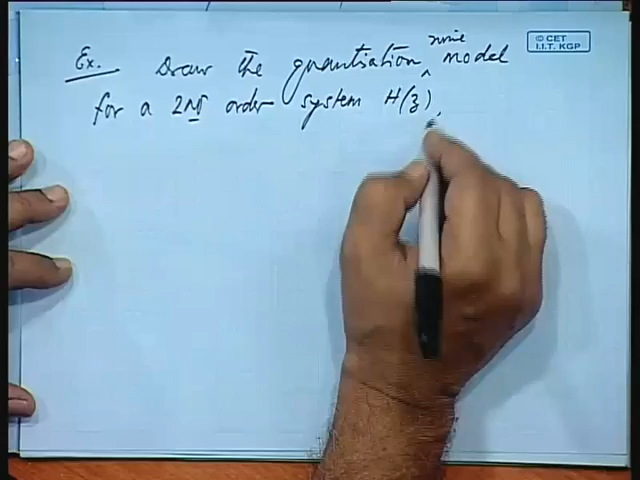 © CET
I.I.T. KGP
Ex. Draw the quantisation noise model
for a 2nd order system H(z).